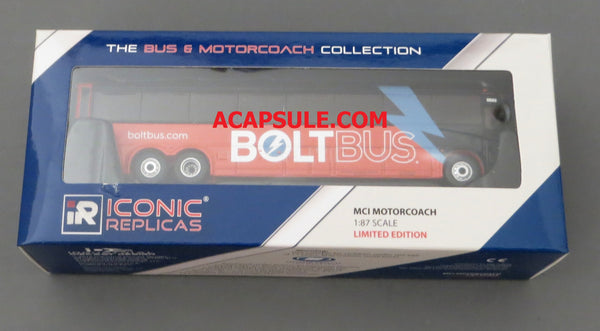 THE BUS & MOTORCOACH COLLECTION
ACAPSULE.COM
boltbus.com
BOLTBUS
iR ICONIC®
REPLICAS
MCI MOTORCOACH
1:87 SCALE
LIMITED EDITION